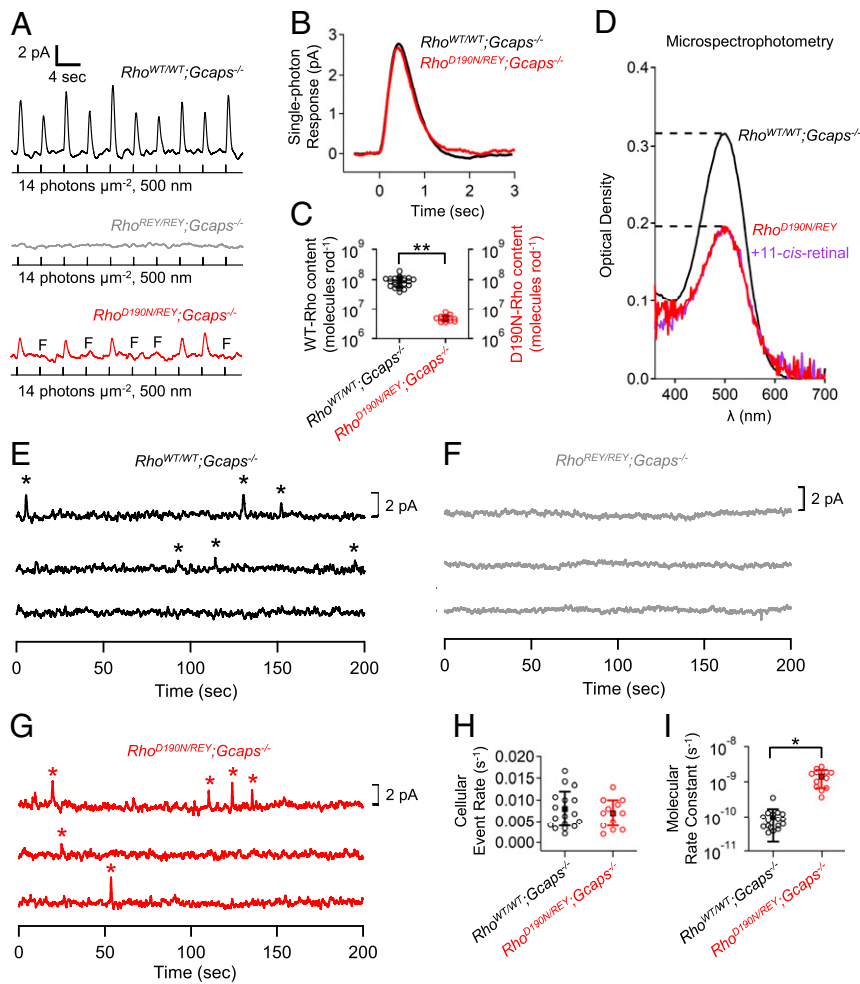 A
2 pA
4 sec
Rho^WT/WT;Gcaps^-/-
14 photons µm^-2, 500 nm
Rho^REY/REY;Gcaps^-/-
14 photons µm^-2, 500 nm
Rho^D190N/REY;Gcaps^-/-
F F F F F
14 photons µm^-2, 500 nm
B
Rho^WT/WT;Gcaps^-/-
Rho^D190N/REY;Gcaps^-/-
Single-photon
Response (pA)
3
2
1
0
0 1 2 3
Time (sec)
C
**
WT-Rho content
(molecules rod^-1)
10^9
10^8
10^7
10^6
10^9
10^8
10^7
10^6
D190N-Rho content
(molecules rod^-1)
Rho^WT/WT;Gcaps^-/-
Rho^D190N/REY;Gcaps^-/-
D
Microspectrophotometry
Optical Density
0.4
0.3
0.2
0.1
0.0
Rho^WT/WT;Gcaps^-/-
Rho^D190N/REY
+11-cis-retinal
400 500 600 700
λ (nm)
E
Rho^WT/WT;Gcaps^-/-
* * *
2 pA
* * *
0 50 100 150 200
Time (sec)
F
Rho^REY/REY;Gcaps^-/-
2 pA
0 50 100 150 200
Time (sec)
G
Rho^D190N/REY;Gcaps^-/-
* * * *
2 pA
*
*
0 50 100 150 200
Time (sec)
H
Cellular
Event Rate (s^-1)
0.020
0.015
0.010
0.005
0.000
Rho^WT/WT;Gcaps^-/-
Rho^D190N/REY;Gcaps^-/-
I
*
Molecular
Rate Constant (s^-1)
10^-8
10^-9
10^-10
10^-11
Rho^WT/WT;Gcaps^-/-
Rho^D190N/REY;Gcaps^-/-